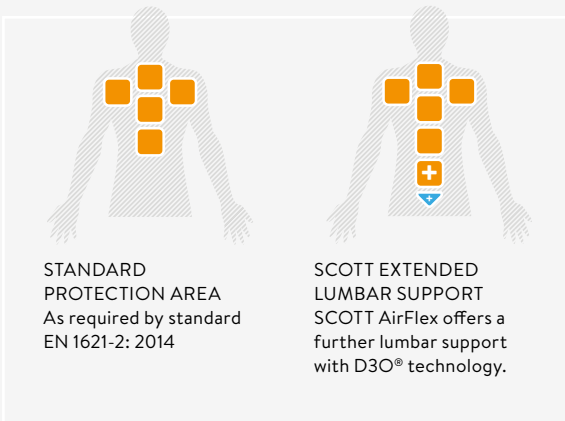 STANDARD
PROTECTION AREA
As required by standard
EN 1621-2: 2014
SCOTT EXTENDED
LUMBAR SUPPORT
SCOTT AirFlex offers a
further lumbar support
with D3O® technology.